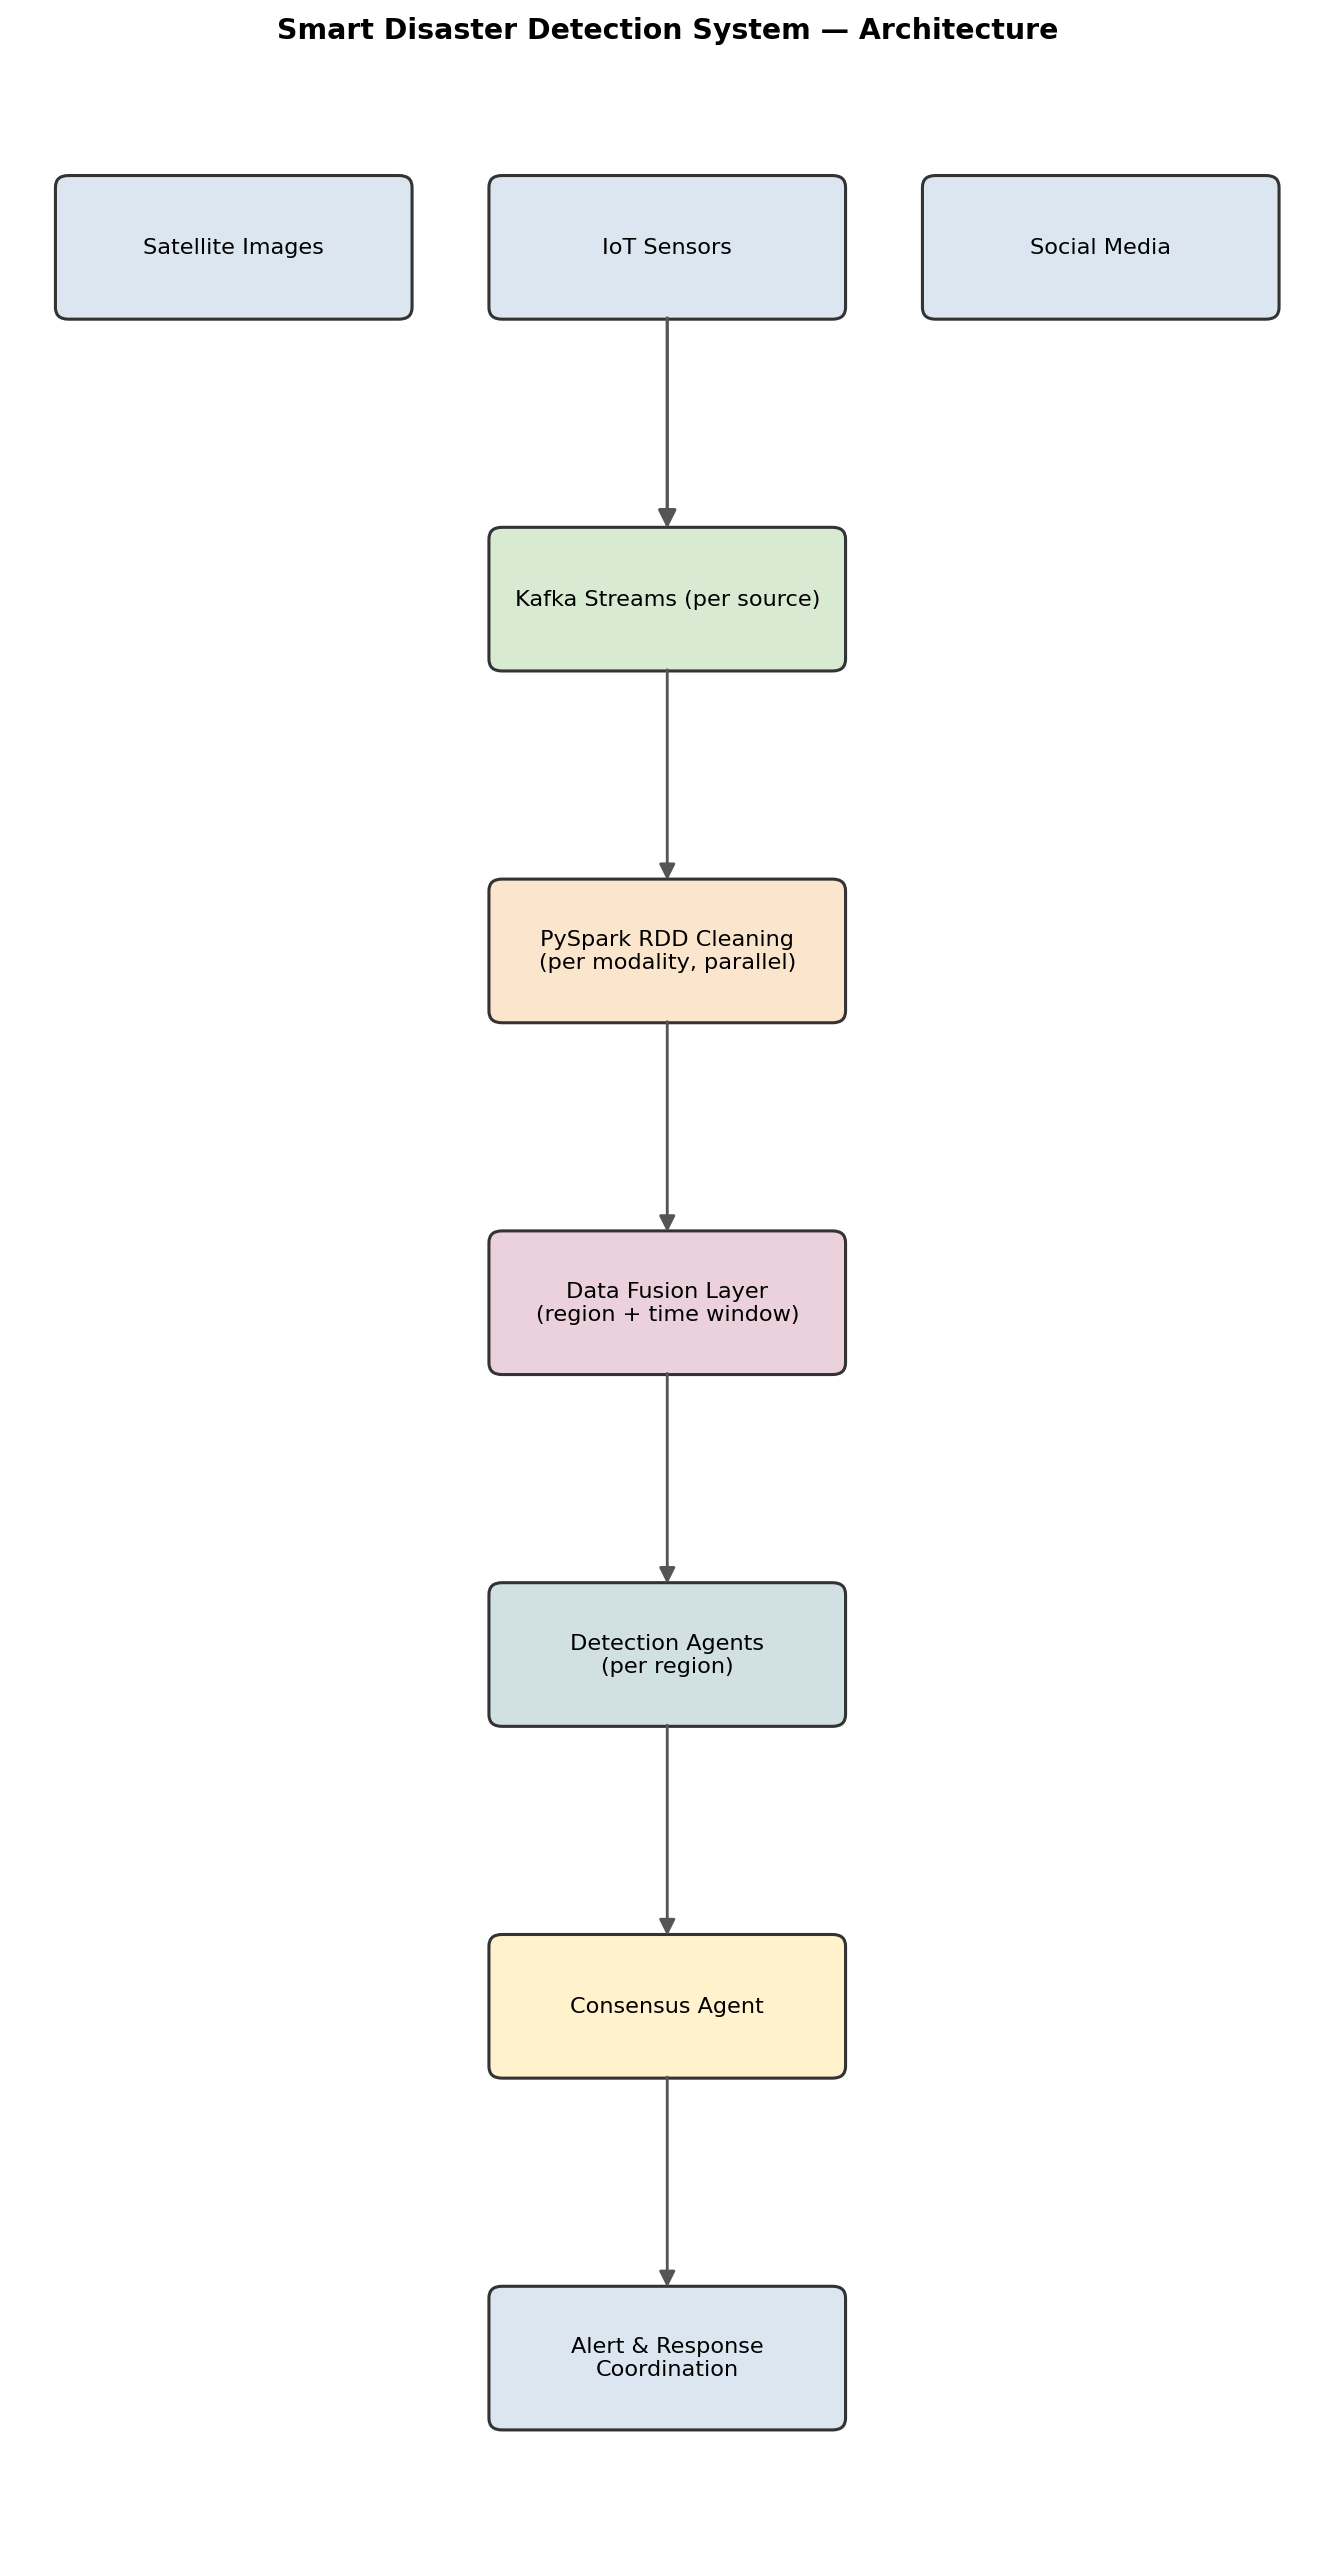 Smart Disaster Detection System — Architecture
Satellite Images
IoT Sensors
Social Media
Kafka Streams (per source)
PySpark RDD Cleaning
(per modality, parallel)
Data Fusion Layer
(region + time window)
Detection Agents
(per region)
Consensus Agent
Alert & Response
Coordination